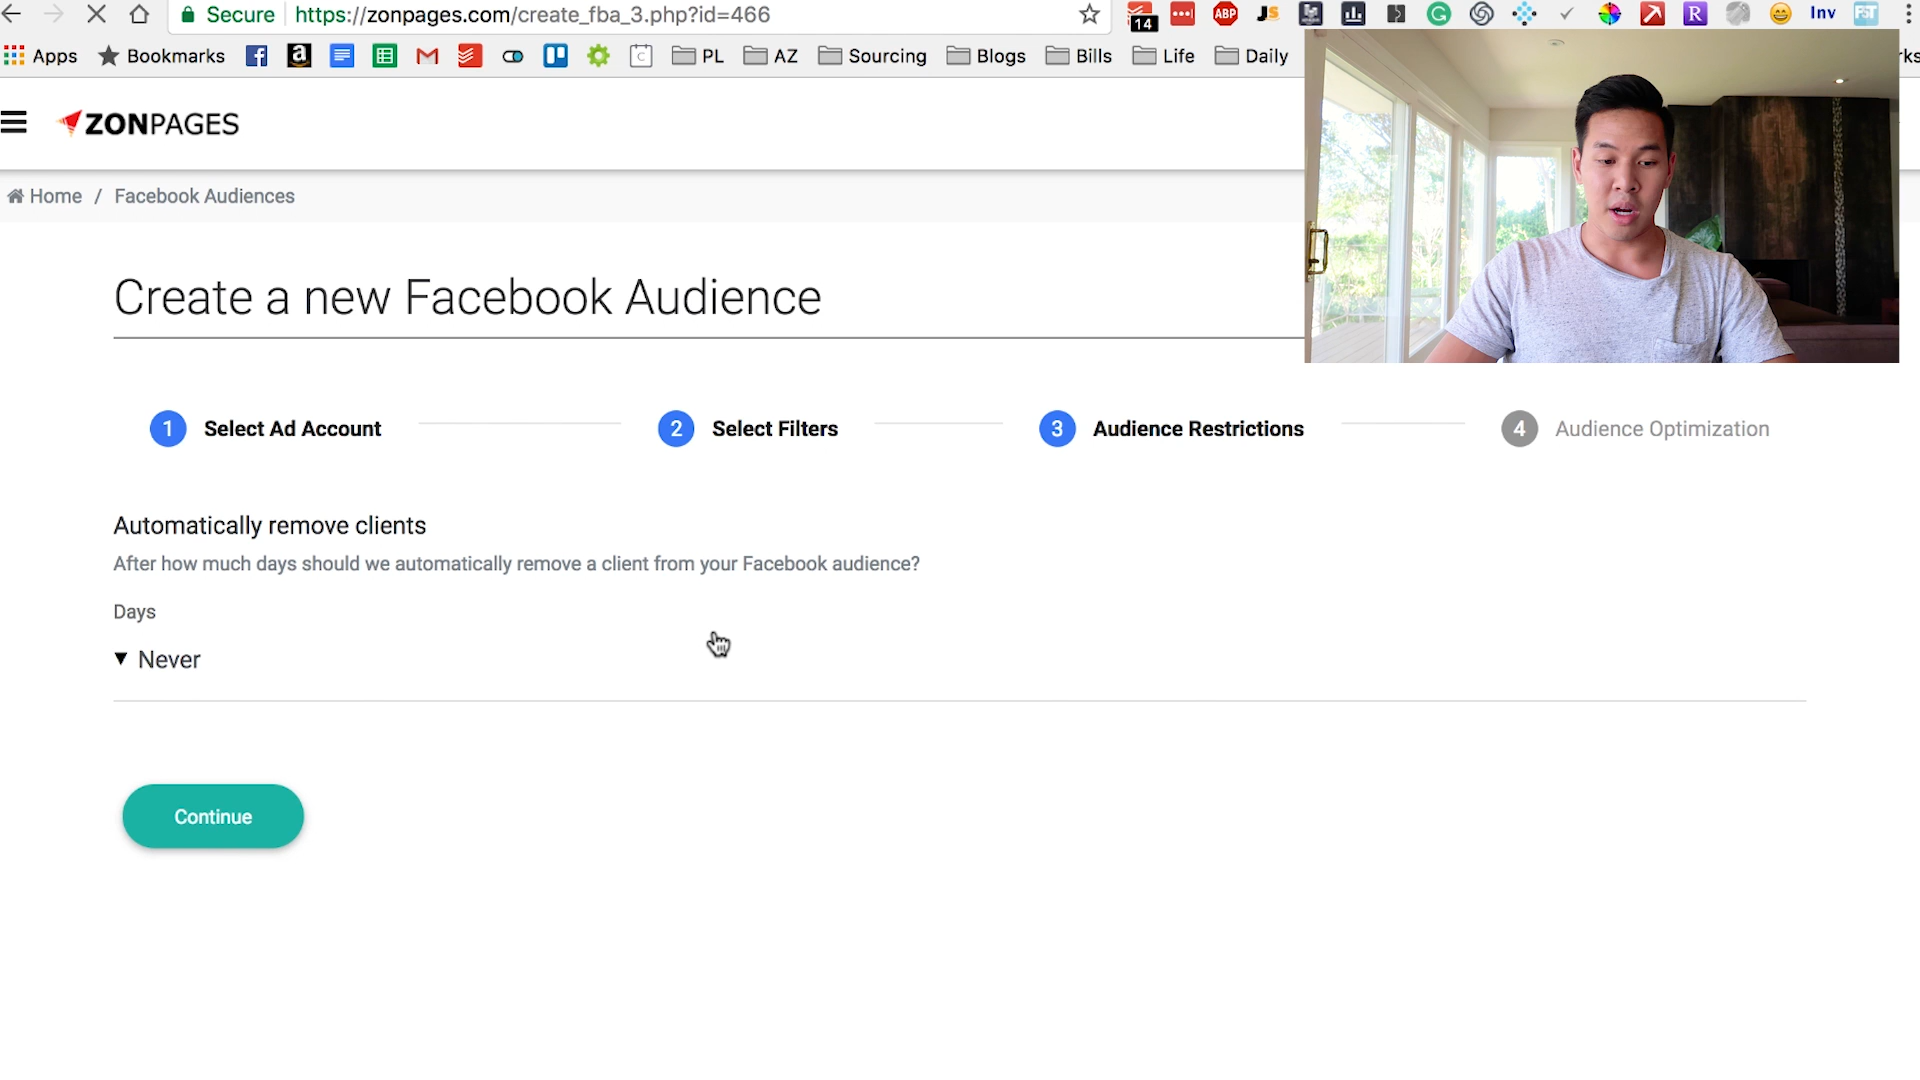 Secure https://zonpages.com/create_fba_3.php?id=466
14 ABP JS R Inv F$T
Apps Bookmarks PL AZ Sourcing Blogs Bills Life Daily
ZONPAGES
Home / Facebook Audiences
Create a new Facebook Audience
1 Select Ad Account 2 Select Filters 3 Audience Restrictions 4 Audience Optimization
Automatically remove clients
After how much days should we automatically remove a client from your Facebook audience?
Days
Never
Continue